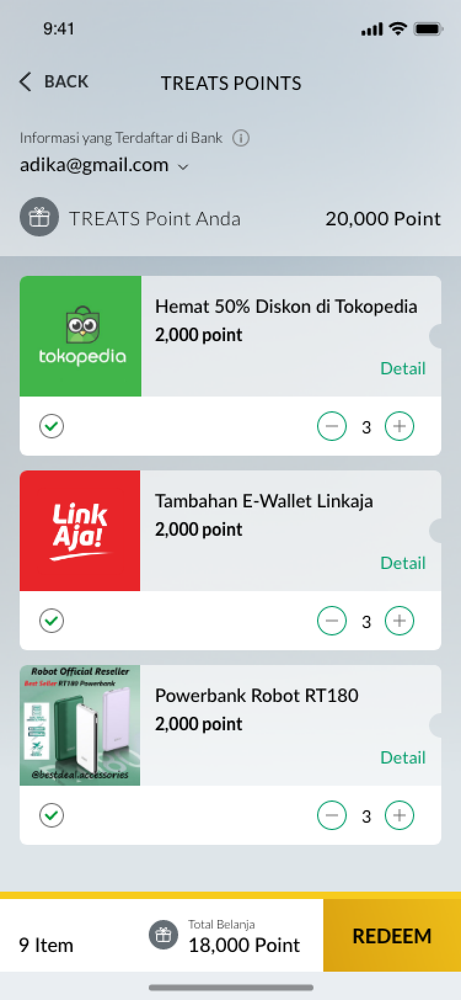 9:41
BACK
TREATS POINTS
Informasi yang Terdaftar di Bank
adika@gmail.com
TREATS Point Anda
20,000 Point
tokopedia
Hemat 50% Diskon di Tokopedia
2,000 point
Detail
3
Link
Aja!
Tambahan E-Wallet Linkaja
2,000 point
Detail
3
Robot Official Reseller
Best Seller RT180 Powerbank
@bestdeal.accessories
Powerbank Robot RT180
2,000 point
Detail
3
9 Item
Total Belanja
18,000 Point
REDEEM